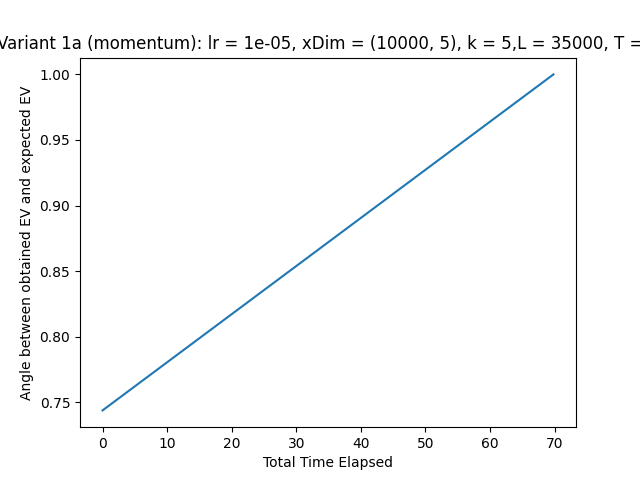 Variant 1a (momentum): lr = 1e-05, xDim = (10000, 5), k = 5,L = 35000, T =
Angle between obtained EV and expected EV
1.00
0.95
0.90
0.85
0.80
0.75
0 10 20 30 40 50 60 70
Total Time Elapsed